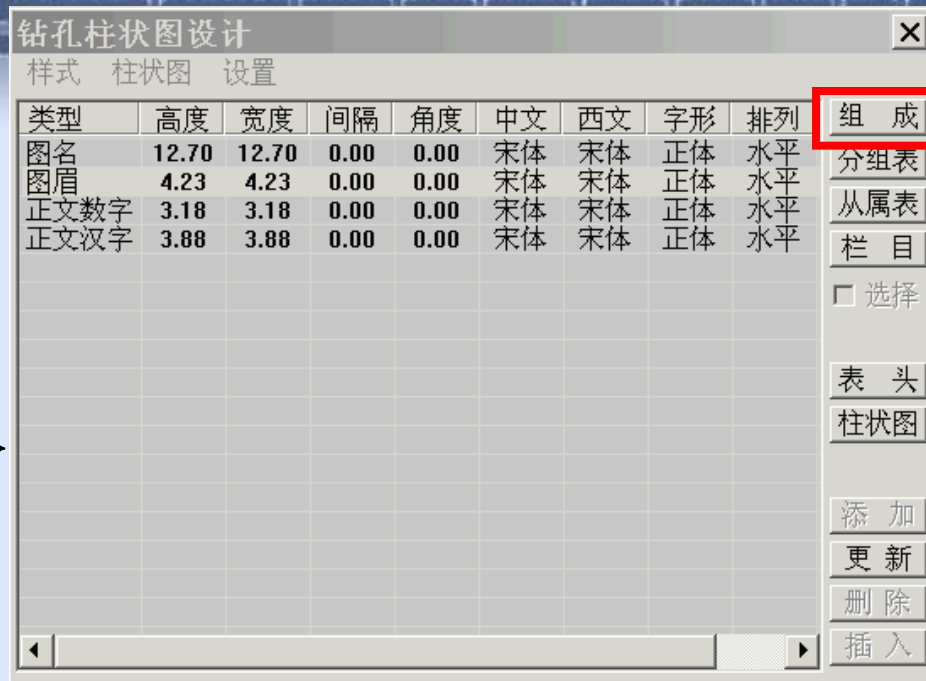 钻孔柱状图设计
样式 柱状图 设置
类型 高度 宽度 间隔 角度 中文 西文 字形 排列
图名 12.70 12.70 0.00 0.00 宋体 宋体 正体 水平
图眉 4.23 4.23 0.00 0.00 宋体 宋体 正体 水平
正文数字 3.18 3.18 0.00 0.00 宋体 宋体 正体 水平
正文汉字 3.88 3.88 0.00 0.00 宋体 宋体 正体 水平
组 成
分组表
从属表
栏 目
选择
表 头
柱状图
添 加
更 新
删 除
插 入